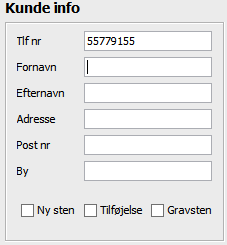 Kunde info
Tlf nr 55779155
Fornavn
Efternavn
Adresse
Post nr
By
Ny sten Tilføjelse Gravsten